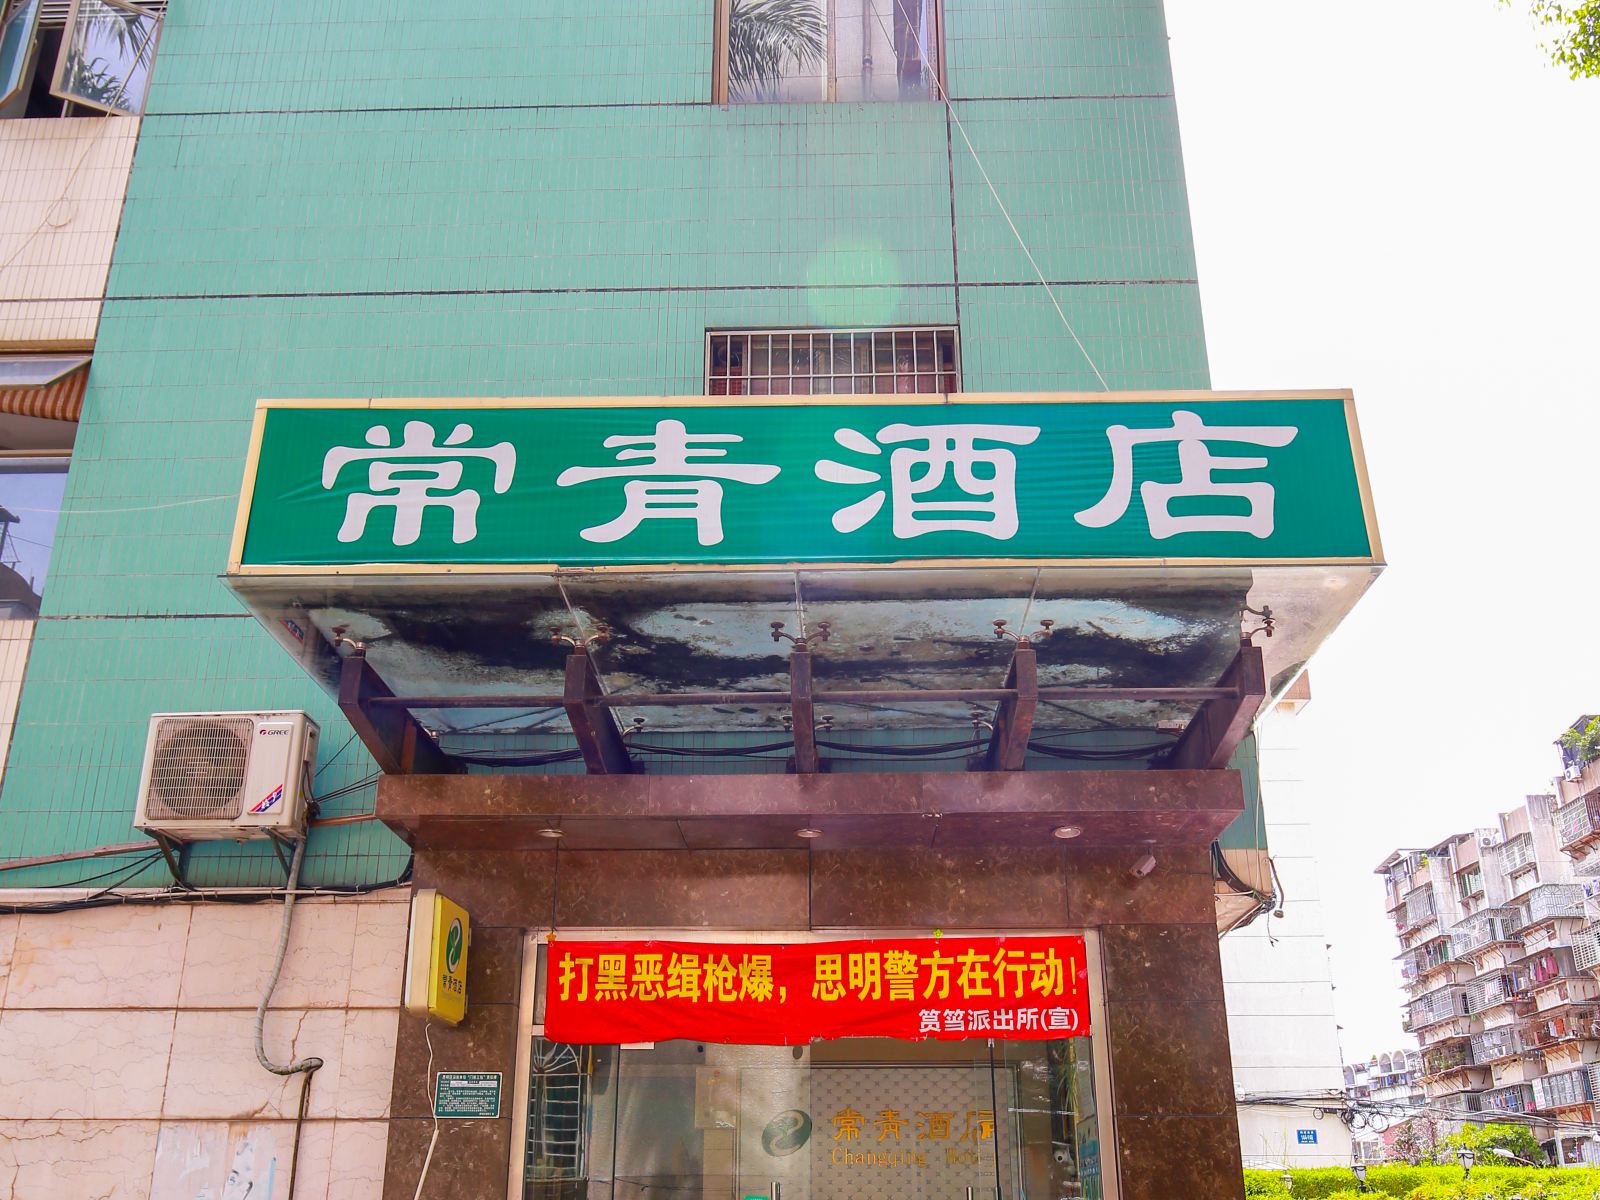 常青酒店
GREE
常青酒店
打黑恶缉枪爆，思明警方在行动！
筼筜派出所(宣)
常青酒店
Changqing Hotel